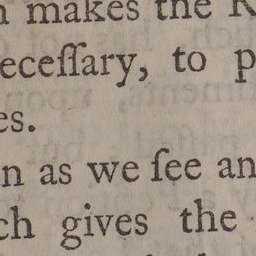 n makes the K
eceſſary, to p
es.
n as we ſee an
ch gives the